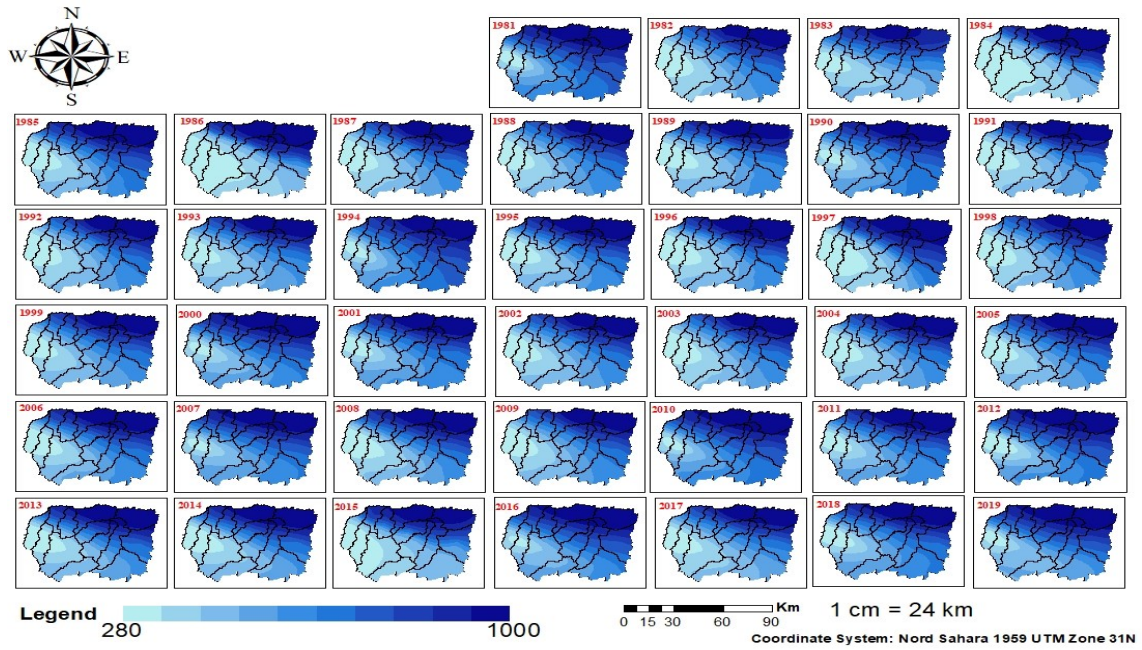 N
W E
S
1981 1982 1983 1984
1985 1986 1987 1988 1989 1990 1991
1992 1993 1994 1995 1996 1997 1998
1999 2000 2001 2002 2003 2004 2005
2006 2007 2008 2009 2010 2011 2012
2013 2014 2015 2016 2017 2018 2019
Legend
280 1000
Km
0 15 30 60 90
1 cm = 24 km
Coordinate System: Nord Sahara 1959 UTM Zone 31N